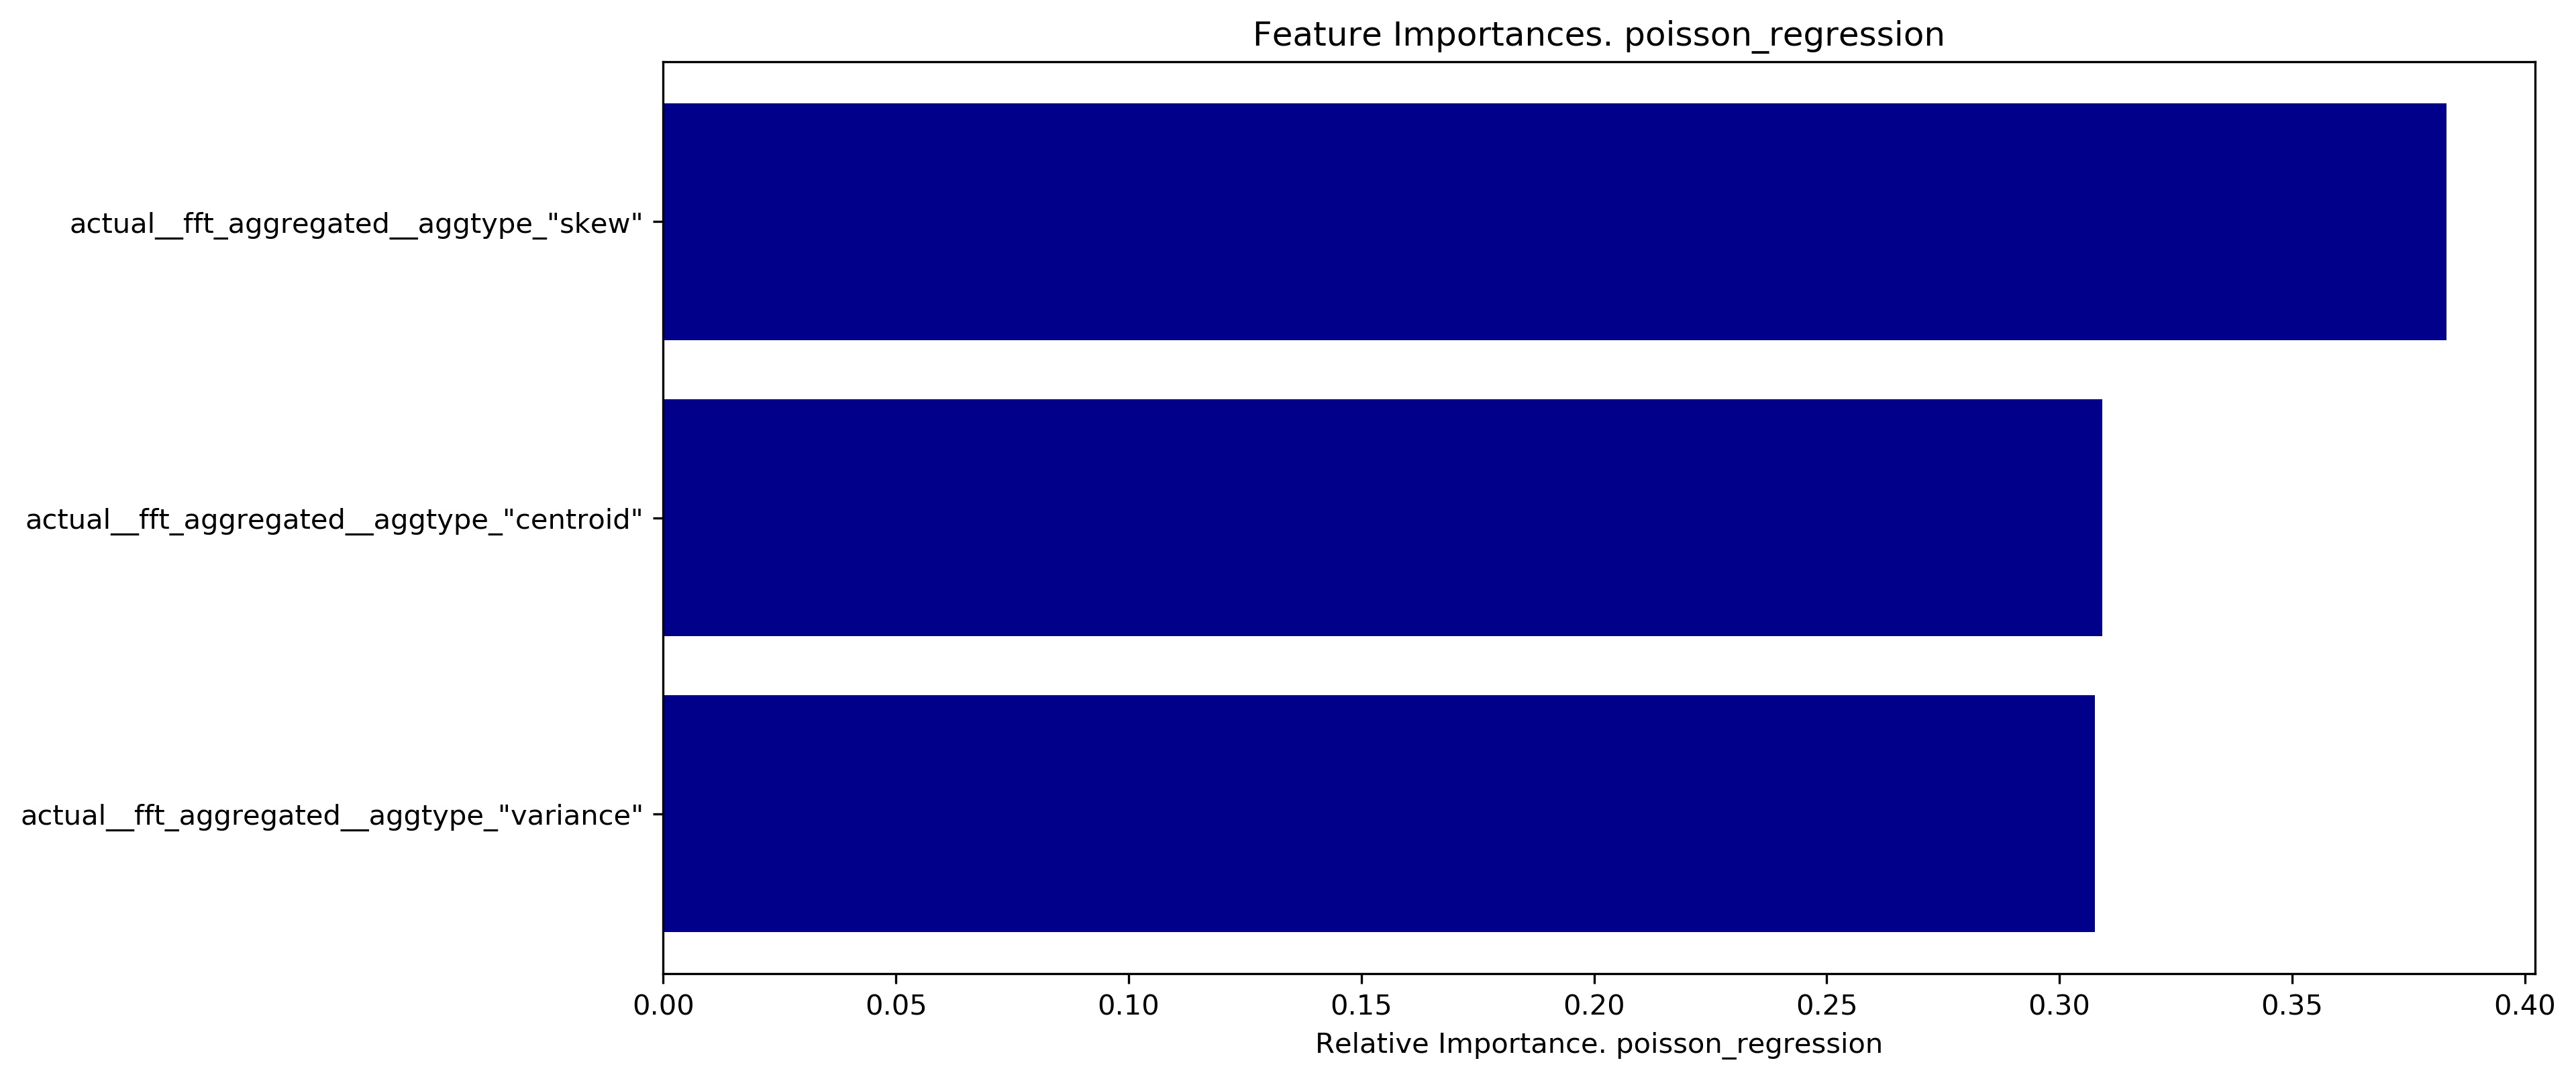 Feature Importances. poisson_regression
actual__fft_aggregated__aggtype_"skew"
actual__fft_aggregated__aggtype_"centroid"
actual__fft_aggregated__aggtype_"variance"
0.00 0.05 0.10 0.15 0.20 0.25 0.30 0.35 0.40
Relative Importance. poisson_regression